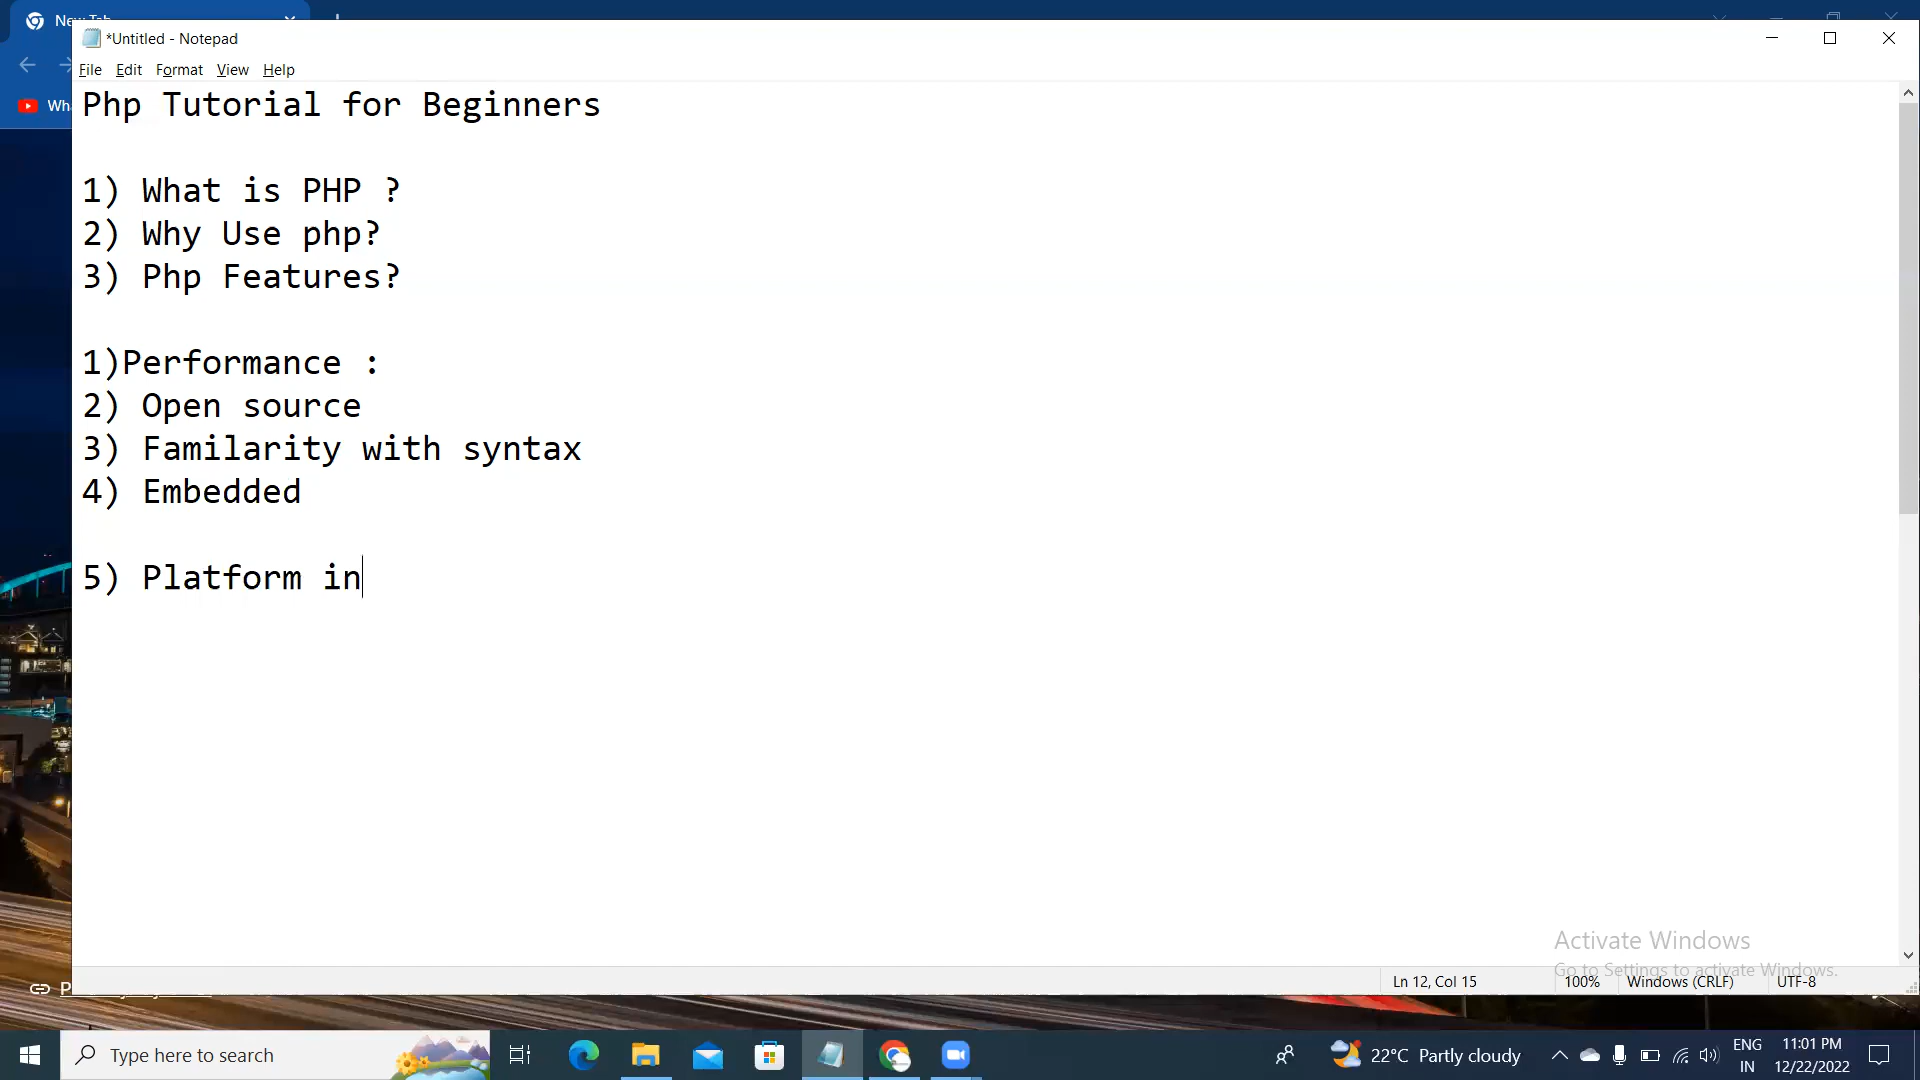 New Tab
*Untitled - Notepad
File Edit Format View Help
Wha
Php Tutorial for Beginners
1) What is PHP ?
2) Why Use php?
3) Php Features?
1)Performance :
2) Open source
3) Familarity with syntax
4) Embedded
5) Platform in
Activate Windows
Go to Settings to activate Windows.
Ln 12, Col 15 100% Windows (CRLF) UTF-8
Type here to search
22°C Partly cloudy
ENG
IN
11:01 PM
12/22/2022